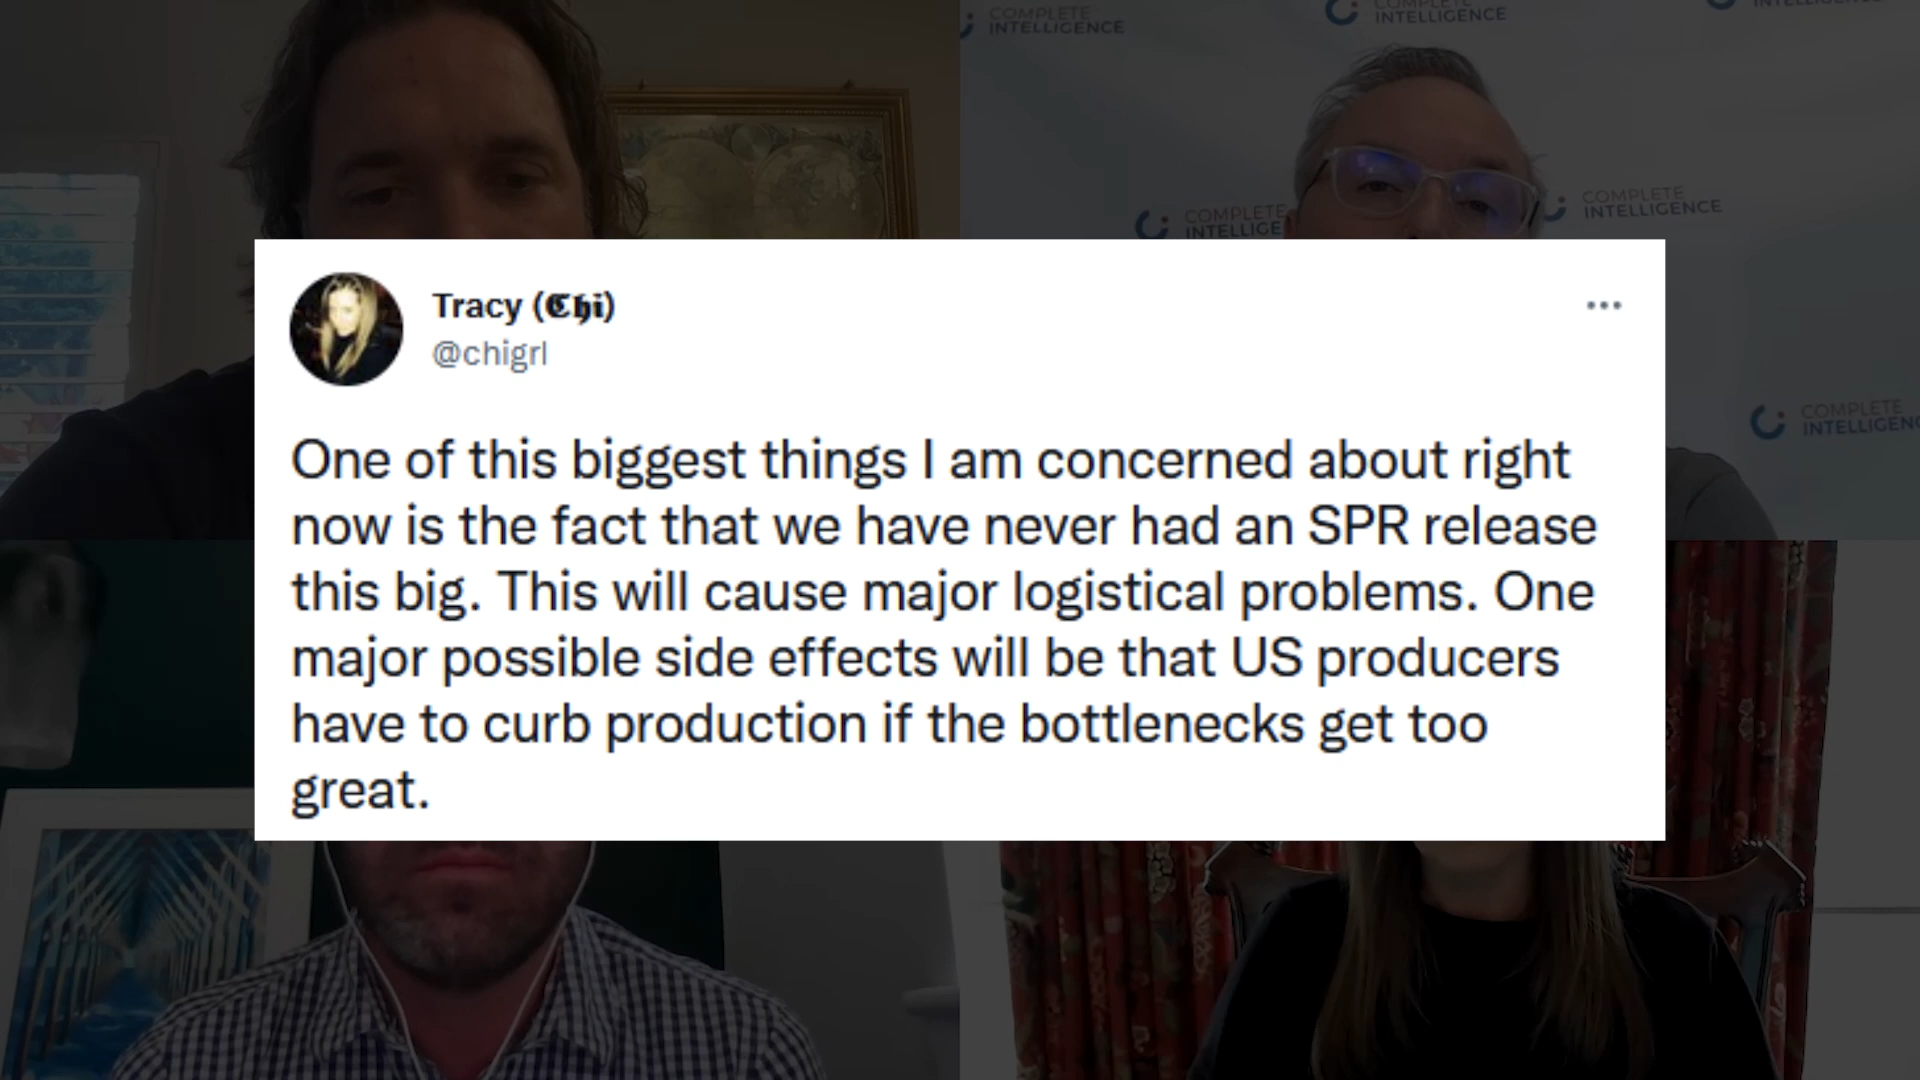 COMPLETE
INTELLIGENCE
COMPLETE
INTELLIGENCE
INTELLIGENCE
COMPLETE
INTELLIGENCE
COMPLETE
Tracy (ℂ𝕳𝖎)
@chigrl
One of this biggest things I am concerned about right
now is the fact that we have never had an SPR release
this big. This will cause major logistical problems. One
major possible side effects will be that US producers
have to curb production if the bottlenecks get too
great.
COMPLETE